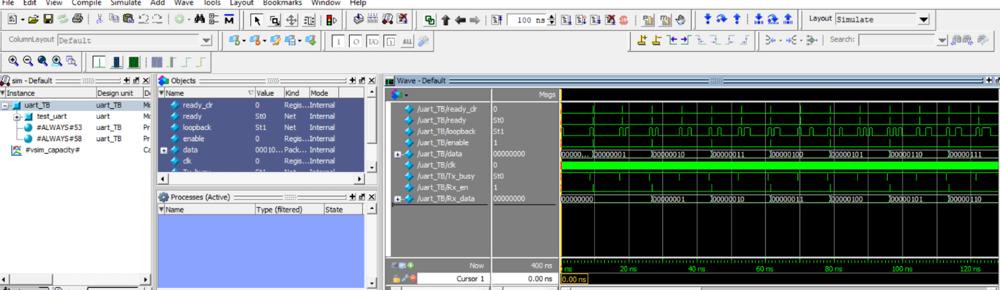 File Edit View Compile Simulate Add Wave Tools Layout Bookmarks Window Help
100 ns Layout Simulate
ColumnLayout Default Search:
sim - Default
Instance Design unit
uart_TB uart_TB
test_uart uart
#ALWAYS#53 uart_TB
#ALWAYS#58 uart_TB
#vsim_capacity#
Objects
Name Value Kind Mode
ready_clr 0 Regis...Internal
ready St0 Net Internal
loopback St1 Net Internal
enable 0 Regis...Internal
data 00010... Pack...Internal
clk 0 Regis...Internal
Processes (Active)
Name Type (filtered) State
Wave - Default
Msgs
/uart_TB/ready_clr 0
/uart_TB/ready St0
/uart_TB/loopback St1
/uart_TB/enable 1
/uart_TB/data 00000000 00000... 00000001 00000010 00000011 00000100 00000101 00000110 00000111
/uart_TB/clk 0
/uart_TB/Tx_busy St0
/uart_TB/Rx_en 1
/uart_TB/Rx_data 00000000 00000000 00000001 00000010 00000011 00000100 00000101 00000110
Now 400 ns ns 20 ns 40 ns 60 ns 80 ns 100 ns 120 ns
Cursor 1 0.00 ns 0.00 ns